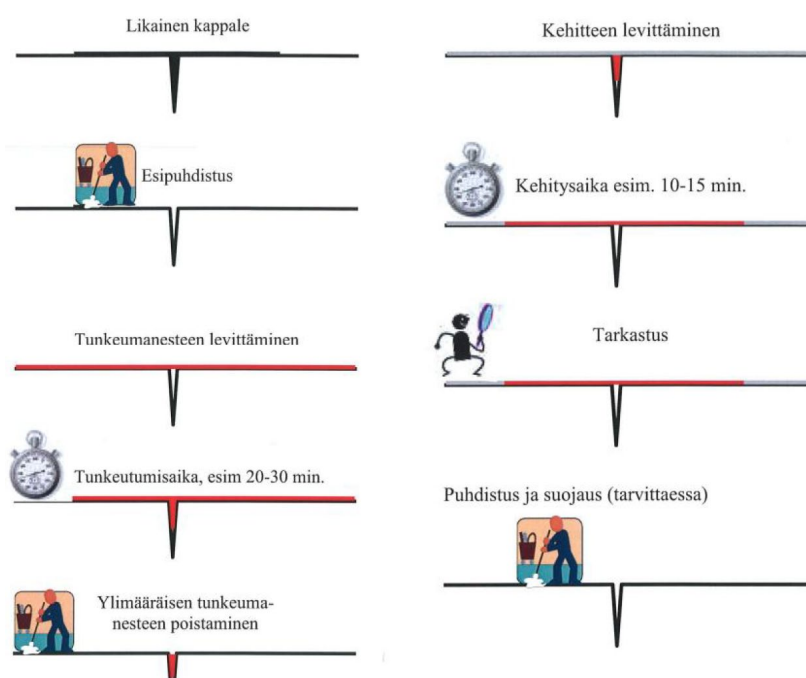 Likainen kappale
Esipuhdistus
Tunkeumanesteen levittäminen
Tunkeutumisaika, esim 20-30 min.
Ylimääräisen tunkeuma-
nesteen poistaminen
Kehitteen levittäminen
Kehitysaika esim. 10-15 min.
Tarkastus
Puhdistus ja suojaus (tarvittaessa)